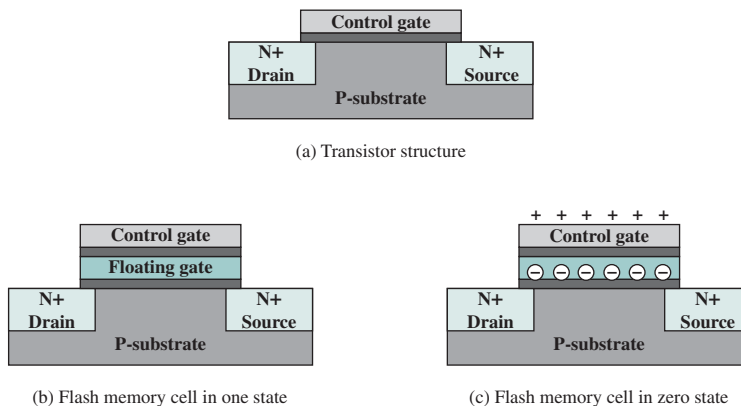 Control gate
N+ N+
Drain Source
P-substrate
(a) Transistor structure
Control gate
Floating gate
N+ N+
Drain Source
P-substrate
(b) Flash memory cell in one state
+ + + + + +
Control gate
− − − − − −
N+ N+
Drain Source
P-substrate
(c) Flash memory cell in zero state